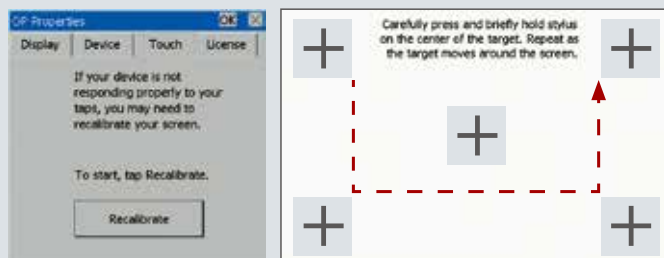 OP Properties OK
Display Device Touch License
If your device is not
responding properly to your
taps, you may need to
recalibrate your screen.
To start, tap Recalibrate.
Recalibrate
Carefully press and briefly hold stylus
on the center of the target. Repeat as
the target moves around the screen.